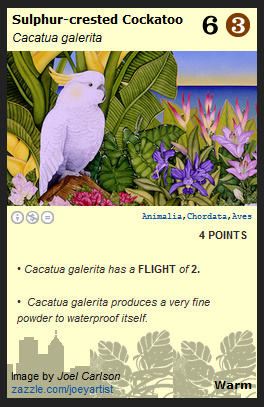 Sulphur-crested Cockatoo
Cacatua galerita
6 3
Animalia,Chordata,Aves
4 POINTS
• Cacatua galerita has a FLIGHT of 2.
• Cacatua galerita produces a very fine
powder to waterproof itself.
Image by Joel Carlson
zazzle.com/joeyartist
Warm